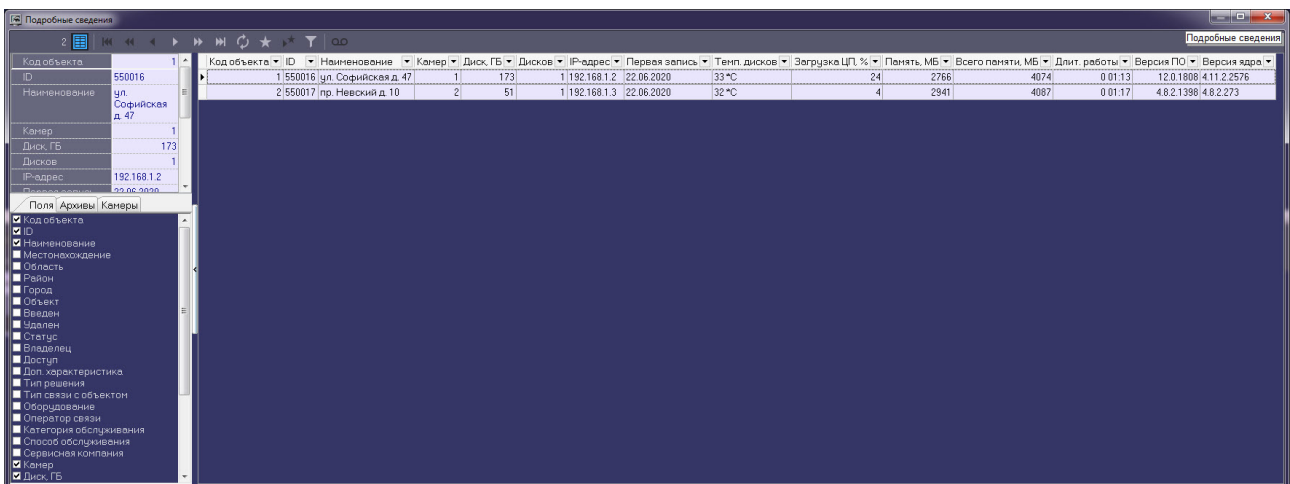 Подробные сведения
2
Подробные сведения
Код объекта 1
ID 550016
Наименование ул. Софийская д. 47
Камер 1
Диск, ГБ 173
Дисков 1
IP-адрес 192.168.1.2
Первая запись 22.06.2020
Поля Архивы Камеры
Код объекта
ID
Наименование
Местонахождение
Область
Район
Город
Объект
Введен
Удален
Статус
Владелец
Доступ
Доп. характеристика
Тип решения
Тип связи с объектом
Оборудование
Оператор связи
Категория обслуживания
Способ обслуживания
Сервисная компания
Камер
Диск, ГБ
Код объекта ID Наименование Камер Диск, ГБ Дисков IP-адрес Первая запись Темп. дисков Загрузка ЦП, % Память, МБ Всего памяти, МБ Длит. работы Версия ПО Версия ядра
1 550016 ул. Софийская д. 47 1 173 1 192.168.1.2 22.06.2020 33 °C 24 2766 4074 0 01:13 12.0.1808 4.11.2.2576
2 550017 пр. Невский д. 10 2 51 1 192.168.1.3 22.06.2020 32 °C 4 2941 4087 0 01:17 4.8.2.1398 4.8.2.273